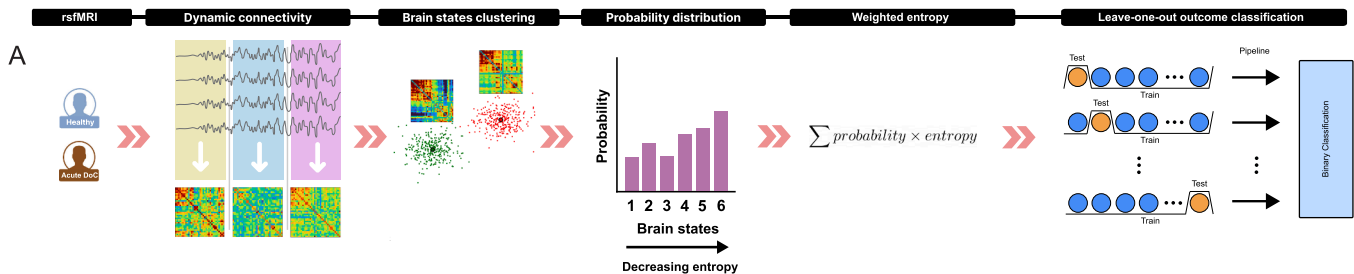 rsfMRI
Dynamic connectivity
Brain states clustering
Probability distribution
Weighted entropy
Leave-one-out outcome classification
A
Healthy
Acute DoC
Probability
1 2 3 4 5 6
Brain states
Decreasing entropy
∑ probability × entropy
Test
Pipeline
Train
Test
Train
Test
Train
Binary Classification